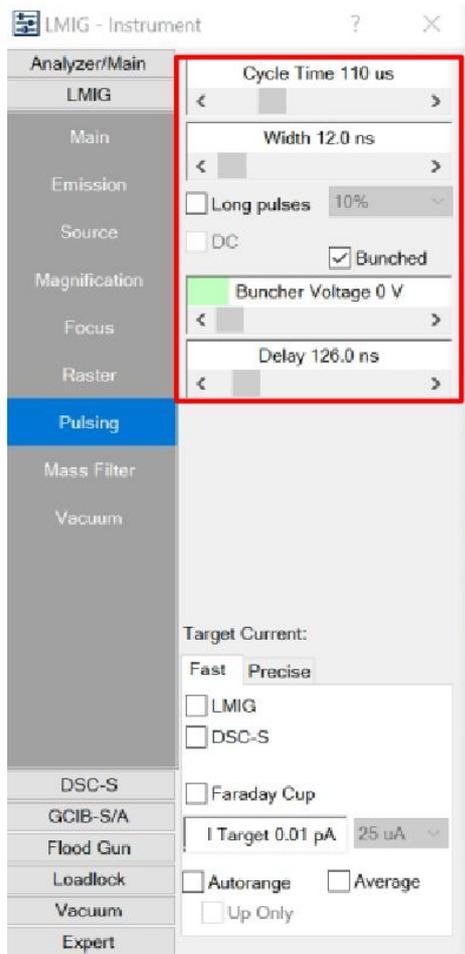 LMIG - Instrument ? ×
Analyzer/Main
LMIG
Main
Emission
Source
Magnification
Focus
Raster
Pulsing
Mass Filter
Vacuum
DSC-S
GCIB-S/A
Flood Gun
Loadlock
Vacuum
Expert
Cycle Time 110 us
< >
Width 12.0 ns
< >
Long pulses 10%
DC
Bunched
Buncher Voltage 0 V
< >
Delay 126.0 ns
< >
Target Current:
Fast Precise
LMIG
DSC-S
Faraday Cup
I Target 0.01 pA 25 uA
Autorange Average
Up Only